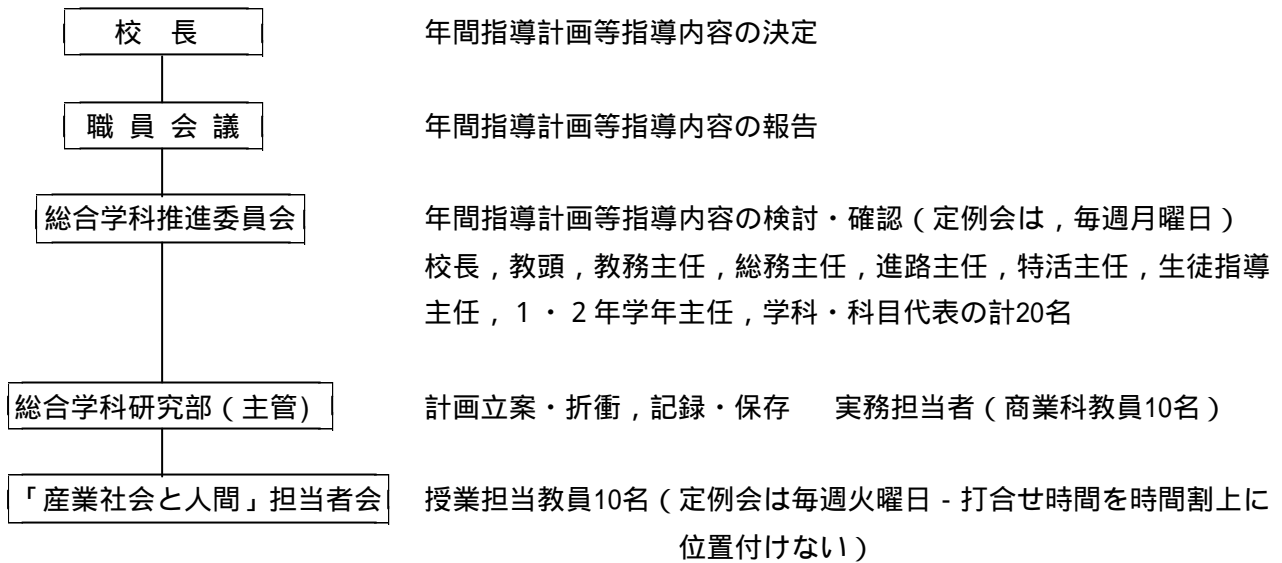 校 長 年間指導計画等指導内容の決定
職 員 会 議 年間指導計画等指導内容の報告
総合学科推進委員会 年間指導計画等指導内容の検討・確認（定例会は，毎週月曜日）
校長，教頭，教務主任，総務主任，進路主任，特活主任，生徒指導
主任，１・２年学年主任，学科・科目代表の計20名
総合学科研究部（主管) 計画立案・折衝，記録・保存 実務担当者（商業科教員10名）
「産業社会と人間」担当者会 授業担当教員10名（定例会は毎週火曜日‐打合せ時間を時間割上に
位置付けない）